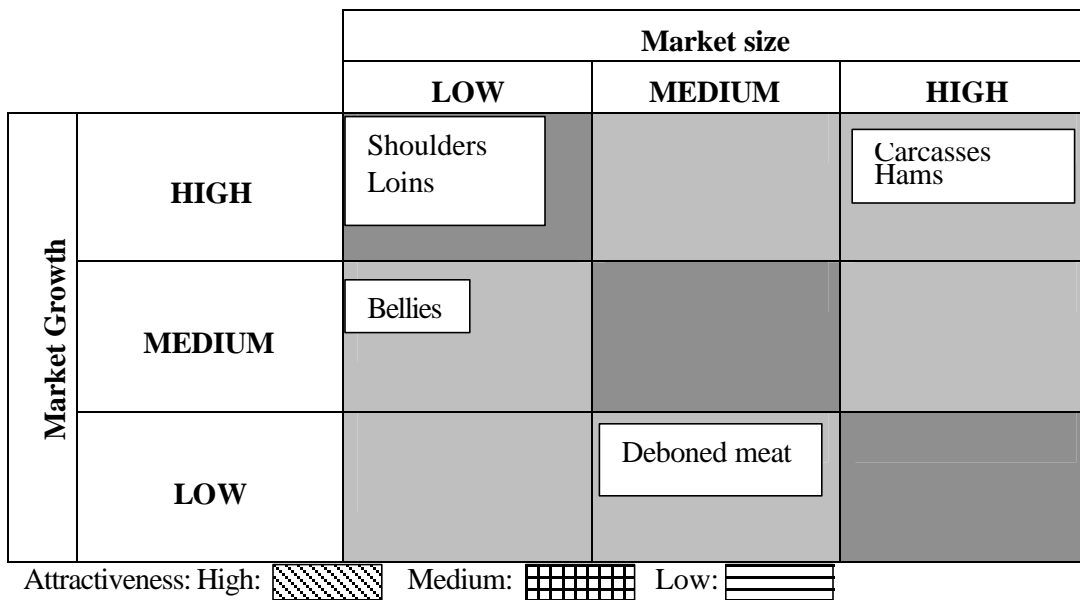 Market size
LOW MEDIUM HIGH
Market Growth
HIGH
Shoulders
Loins
Carcasses
Hams
MEDIUM
Bellies
LOW
Deboned meat
Attractiveness: High: Medium: Low: